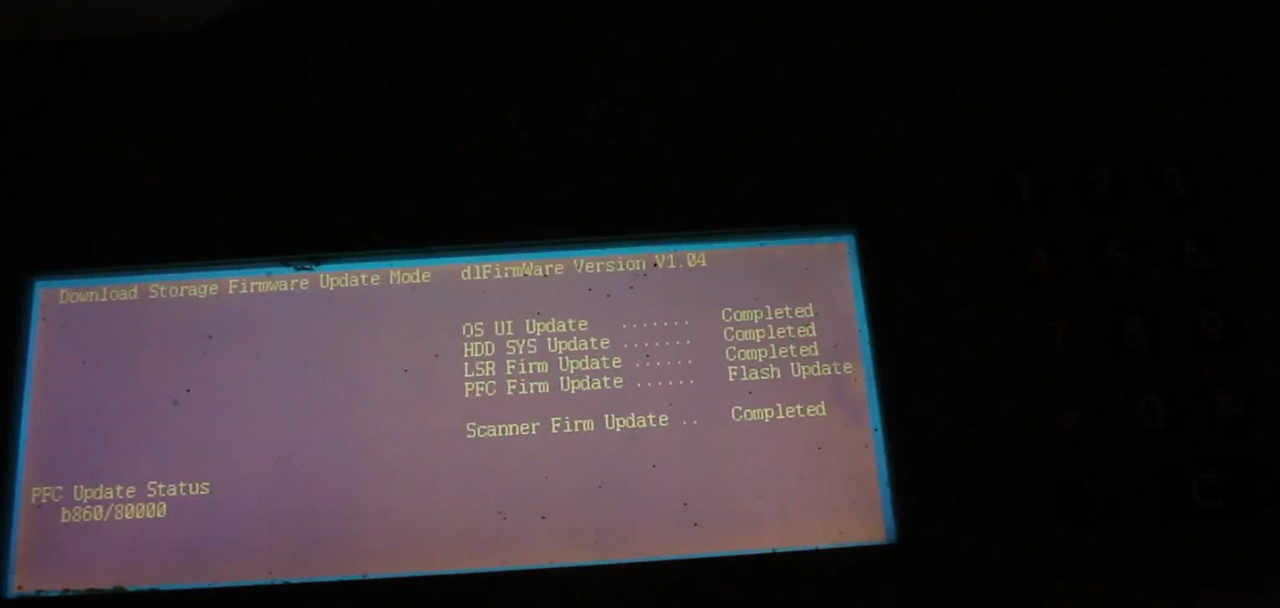 Download Storage Firmware Update Mode dlFirmWare Version V1.04
OS UI Update ....... Completed
HDD SYS Update ....... Completed
LSR Firm Update ...... Completed
PFC Firm Update ...... Flash Update
Scanner Firm Update .. Completed
PFC Update Status
b860/80000